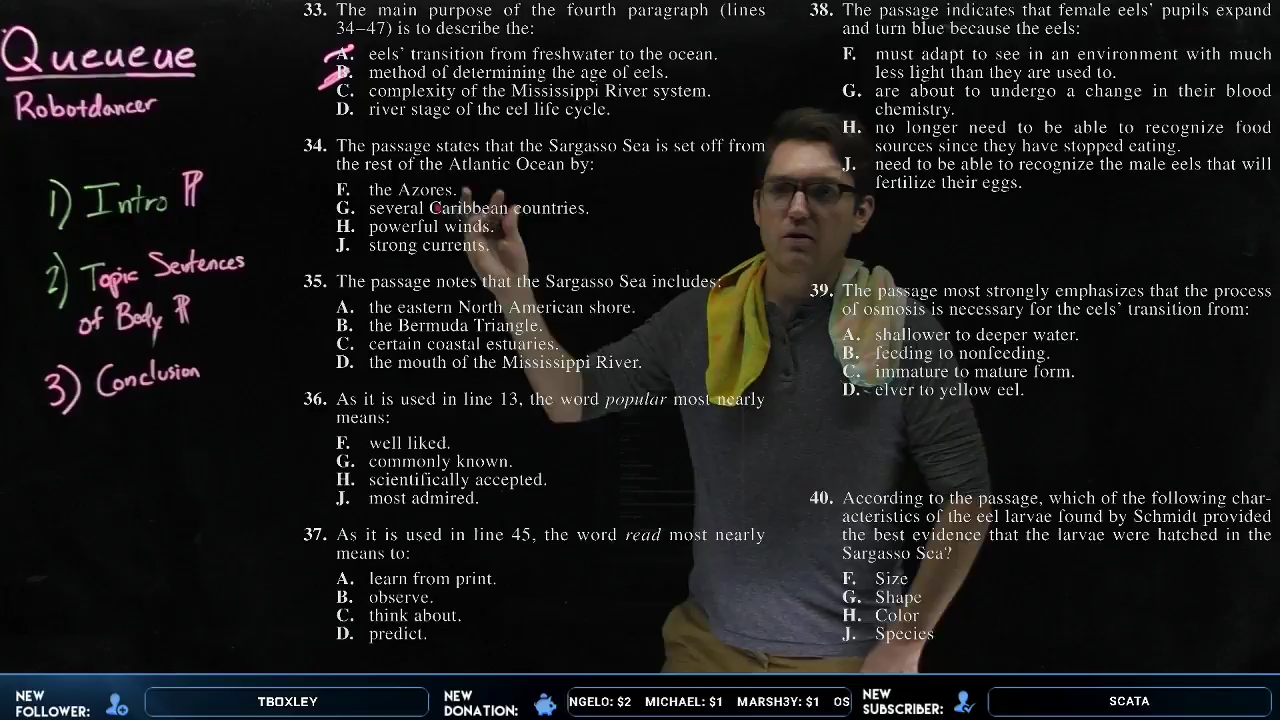 Queueue
Robotdancer
1) Intro ¶
2) Topic Sentences
of Body ¶
3) Conclusion
33. The main purpose of the fourth paragraph (lines
34–47) is to describe the:
A. eels' transition from freshwater to the ocean.
B. method of determining the age of eels.
C. complexity of the Mississippi River system.
D. river stage of the eel life cycle.
34. The passage states that the Sargasso Sea is set off from
the rest of the Atlantic Ocean by:
F. the Azores.
G. several Caribbean countries.
H. powerful winds.
J. strong currents.
35. The passage notes that the Sargasso Sea includes:
A. the eastern North American shore.
B. the Bermuda Triangle.
C. certain coastal estuaries.
D. the mouth of the Mississippi River.
36. As it is used in line 13, the word popular most nearly
means:
F. well liked.
G. commonly known.
H. scientifically accepted.
J. most admired.
37. As it is used in line 45, the word read most nearly
means to:
A. learn from print.
B. observe.
C. think about.
D. predict.
38. The passage indicates that female eels' pupils expand
and turn blue because the eels:
F. must adapt to see in an environment with much
less light than they are used to.
G. are about to undergo a change in their blood
chemistry.
H. no longer need to be able to recognize food
sources since they have stopped eating.
J. need to be able to recognize the male eels that will
fertilize their eggs.
39. The passage most strongly emphasizes that the process
of osmosis is necessary for the eels' transition from:
A. shallower to deeper water.
B. feeding to nonfeeding.
C. immature to mature form.
D. elver to yellow eel.
40. According to the passage, which of the following char-
acteristics of the eel larvae found by Schmidt provided
the best evidence that the larvae were hatched in the
Sargasso Sea?
F. Size
G. Shape
H. Color
J. Species
NEW
FOLLOWER:
TBOXLEY
NEW
DONATION:
NGELO: $2 MICHAEL: $1 MARSH3Y: $1 OS
NEW
SUBSCRIBER:
SCATA